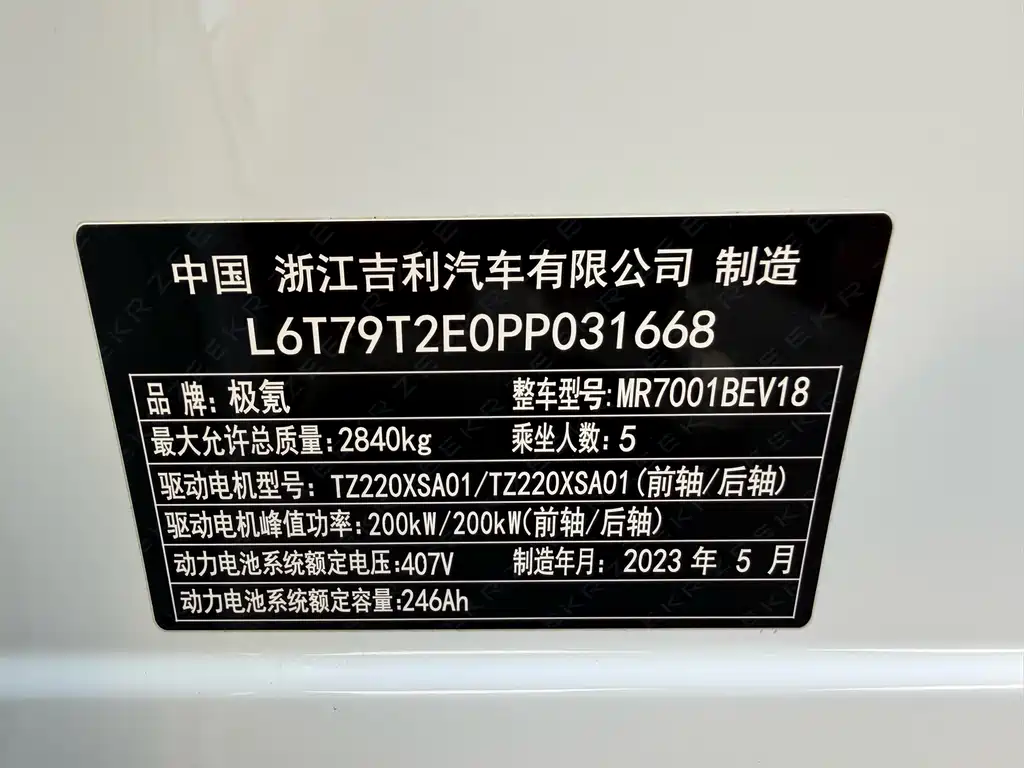 中国 浙江吉利汽车有限公司 制造
L6T79T2E0PP031668
品 牌: 极氪 整车型号: MR7001BEV18
最大允许总质量: 2840kg 乘坐人数: 5
驱动电机型号: TZ220XSA01/TZ220XSA01(前轴/后轴)
驱动电机峰值功率: 200kW/200kW(前轴/后轴)
动力电池系统额定电压: 407V 制造年月: 2023 年 5 月
动力电池系统额定容量: 246Ah